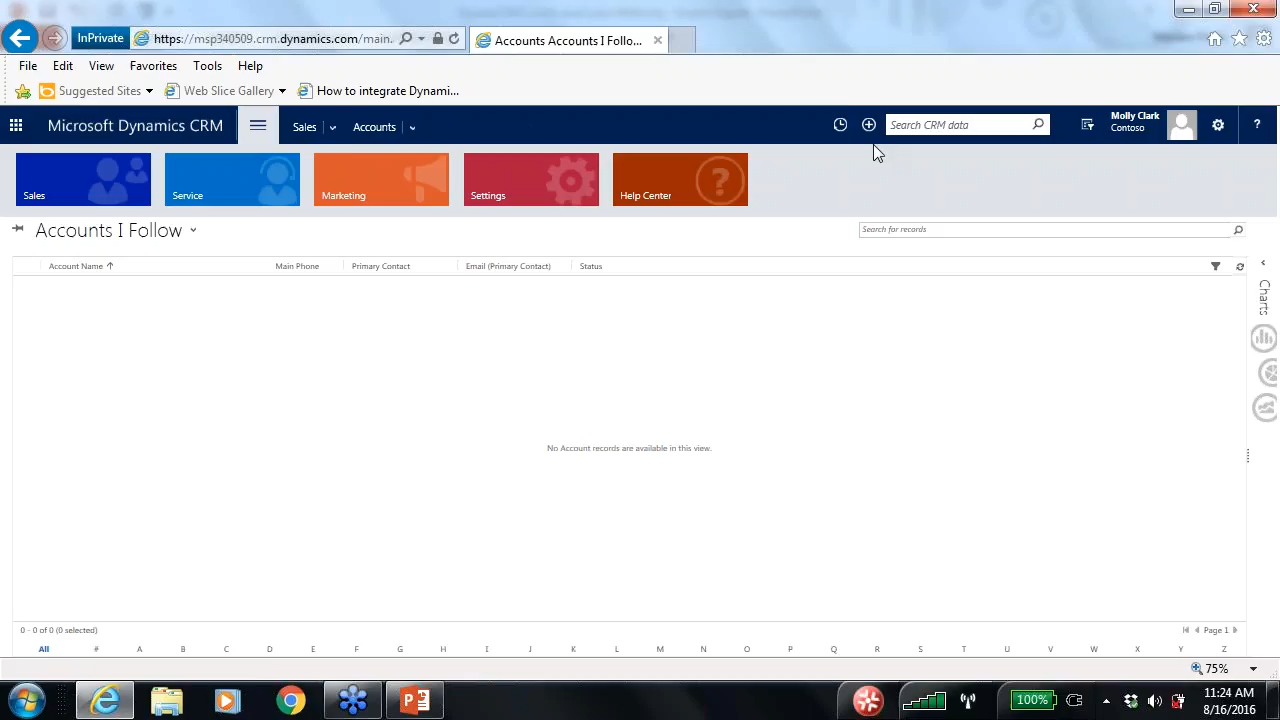 InPrivate
https://msp340509.crm.dynamics.com/main.
Accounts Accounts I Follo...
File Edit View Favorites Tools Help
Suggested Sites
Web Slice Gallery
How to integrate Dynami...
Microsoft Dynamics CRM
Sales
Accounts
Search CRM data
Molly Clark
Contoso
?
Sales
Service
Marketing
Settings
Help Center
?
Accounts I Follow
Search for records
Account Name
Main Phone
Primary Contact
Email (Primary Contact)
Status
Charts
No Account records are available in this view.
0 - 0 of 0 (0 selected)
Page 1
All # A B C D E F G H I J K L M N O P Q R S T U V W X Y Z
75%
100%
11:24 AM
8/16/2016